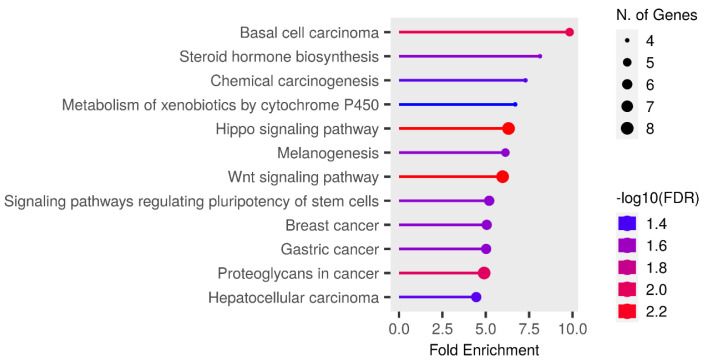 Basal cell carcinoma
Steroid hormone biosynthesis
Chemical carcinogenesis
Metabolism of xenobiotics by cytochrome P450
Hippo signaling pathway
Melanogenesis
Wnt signaling pathway
Signaling pathways regulating pluripotency of stem cells
Breast cancer
Gastric cancer
Proteoglycans in cancer
Hepatocellular carcinoma
0.0 2.5 5.0 7.5 10.0
Fold Enrichment
N. of Genes
4
5
6
7
8
-log10(FDR)
1.4
1.6
1.8
2.0
2.2